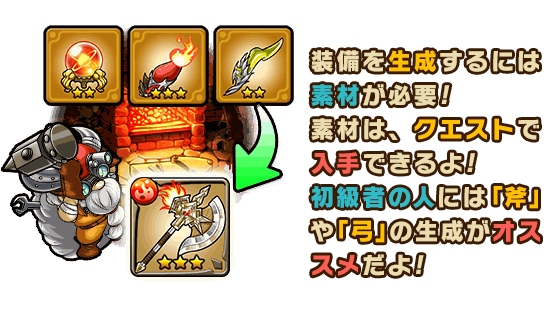 装備を生成するには
素材が必要!
素材は、クエストで
入手できるよ!
初級者の人には「斧」
や「弓」の生成がオス
スメだよ!